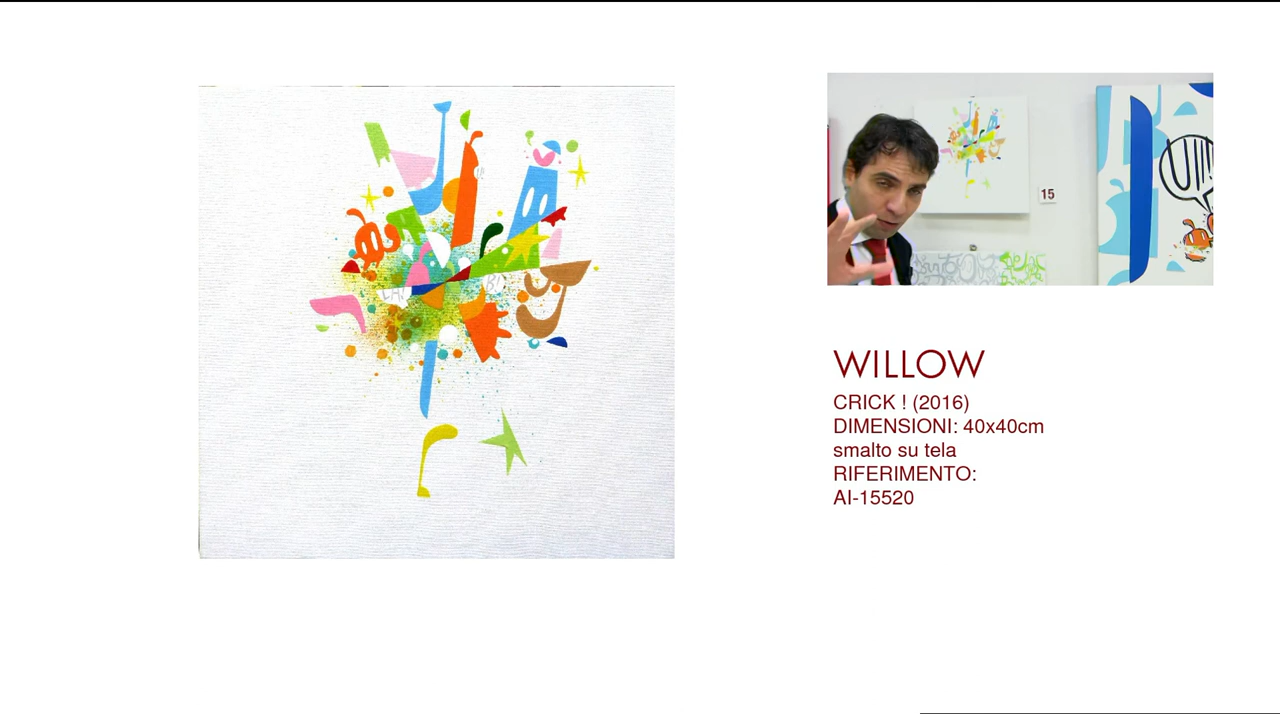 15
WILLOW
CRICK ! (2016)
DIMENSIONI: 40x40cm
smalto su tela
RIFERIMENTO:
AI-15520